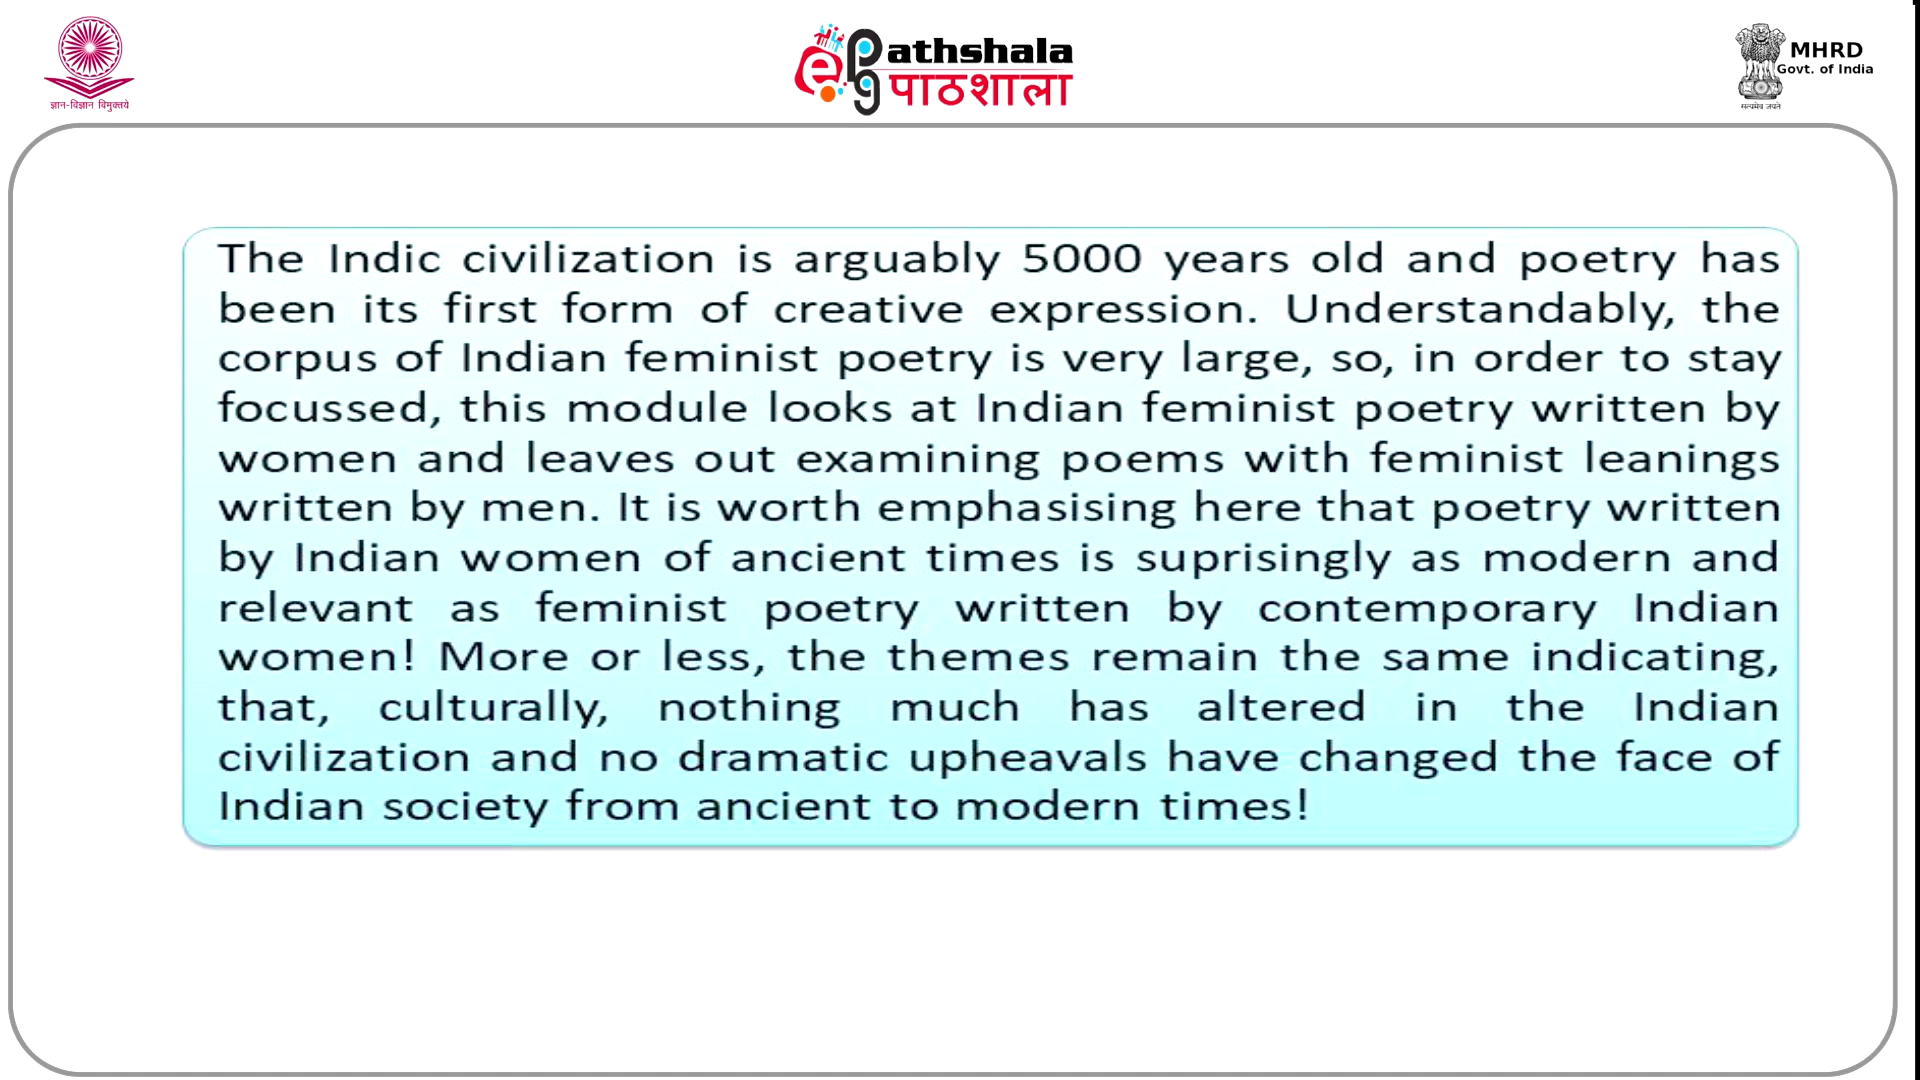 ज्ञान-विज्ञान विमुक्तये
e
pg
athshala
पाठशाला
MHRD
Govt. of India
सत्यमेव जयते
The Indic civilization is arguably 5000 years old and poetry has
been its first form of creative expression. Understandably, the
corpus of Indian feminist poetry is very large, so, in order to stay
focussed, this module looks at Indian feminist poetry written by
women and leaves out examining poems with feminist leanings
written by men. It is worth emphasising here that poetry written
by Indian women of ancient times is suprisingly as modern and
relevant as feminist poetry written by contemporary Indian
women! More or less, the themes remain the same indicating,
that, culturally, nothing much has altered in the Indian
civilization and no dramatic upheavals have changed the face of
Indian society from ancient to modern times!